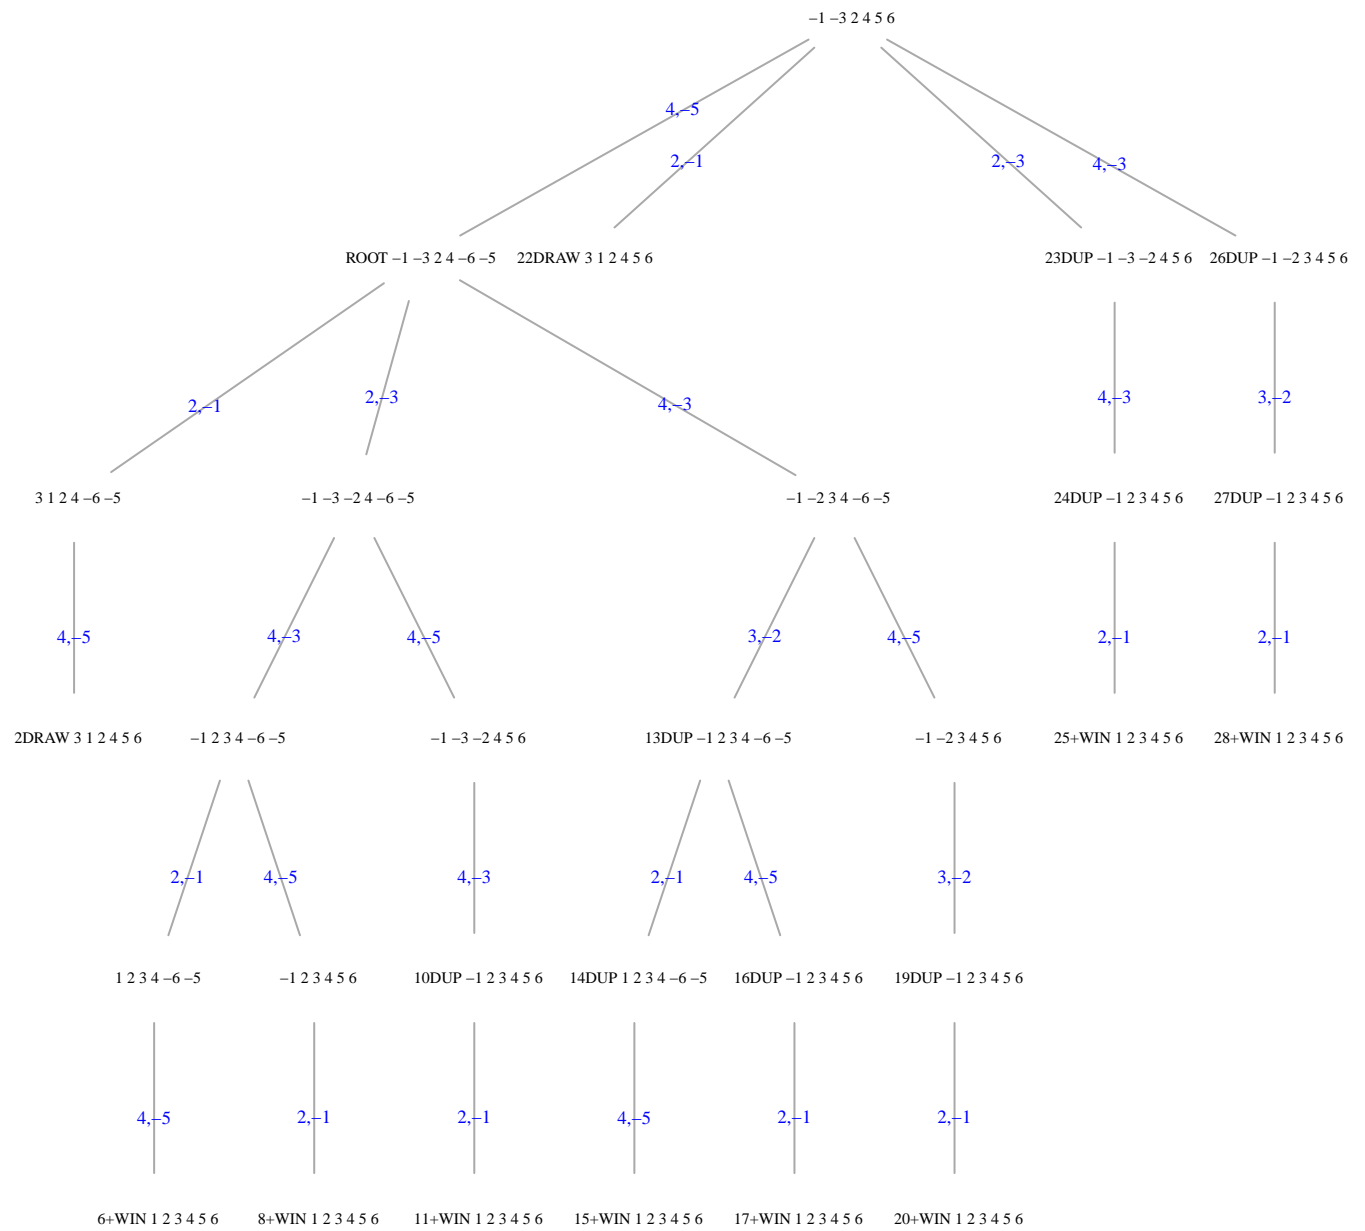 −1 −3 2 4 5 6
4,−5
2,−1
2,−3
4,−3
ROOT −1 −3 2 4 −6 −5
22DRAW 3 1 2 4 5 6
23DUP −1 −3 −2 4 5 6
26DUP −1 −2 3 4 5 6
2,−1
2,−3
4,−3
4,−3
3,−2
3 1 2 4 −6 −5
−1 −3 −2 4 −6 −5
−1 −2 3 4 −6 −5
24DUP −1 2 3 4 5 6
27DUP −1 2 3 4 5 6
4,−5
4,−3
4,−5
3,−2
4,−5
2,−1
2,−1
2DRAW 3 1 2 4 5 6
−1 2 3 4 −6 −5
−1 −3 −2 4 5 6
13DUP −1 2 3 4 −6 −5
−1 −2 3 4 5 6
25+WIN 1 2 3 4 5 6
28+WIN 1 2 3 4 5 6
2,−1
4,−5
4,−3
2,−1
4,−5
3,−2
1 2 3 4 −6 −5
−1 2 3 4 5 6
10DUP −1 2 3 4 5 6
14DUP 1 2 3 4 −6 −5
16DUP −1 2 3 4 5 6
19DUP −1 2 3 4 5 6
4,−5
2,−1
2,−1
4,−5
2,−1
2,−1
6+WIN 1 2 3 4 5 6
8+WIN 1 2 3 4 5 6
11+WIN 1 2 3 4 5 6
15+WIN 1 2 3 4 5 6
17+WIN 1 2 3 4 5 6
20+WIN 1 2 3 4 5 6